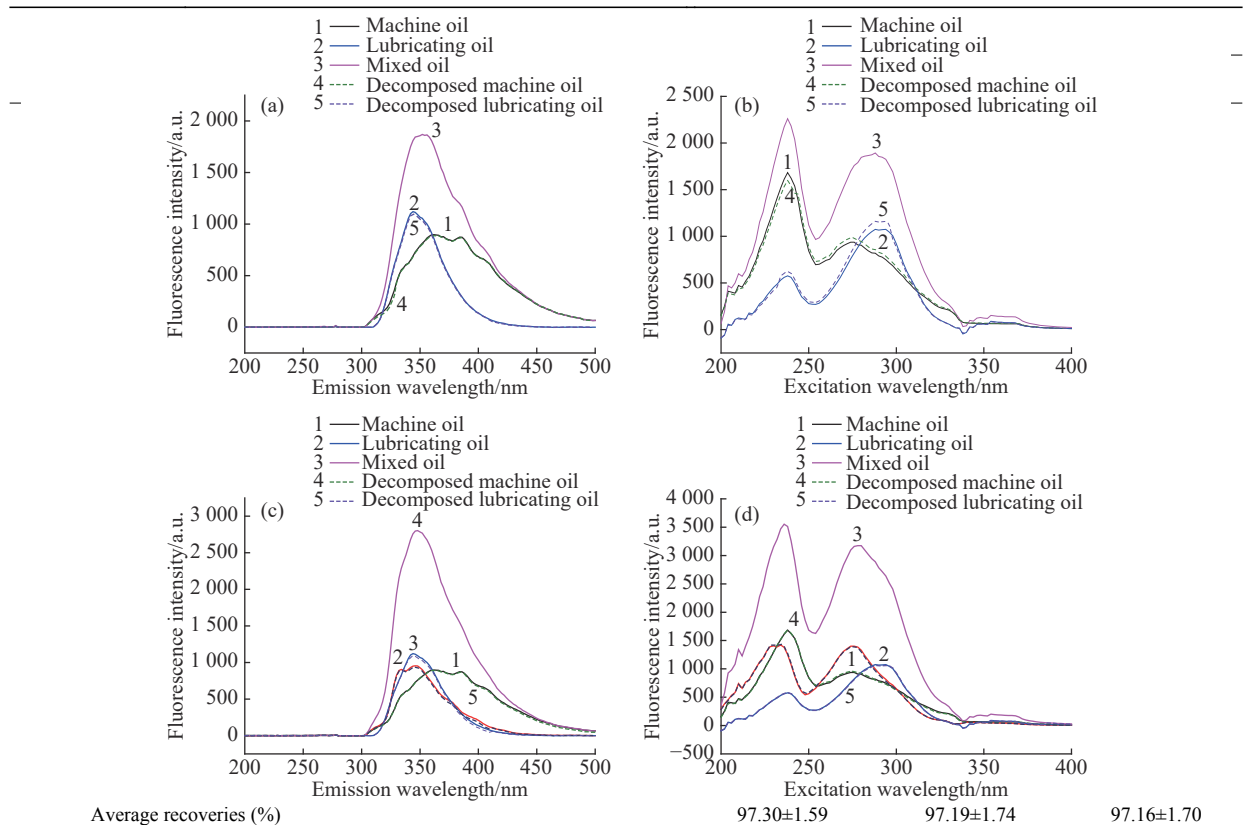 1 Machine oil
2 Lubricating oil
3 Mixed oil
4 Decomposed machine oil
5 Decomposed lubricating oil
(a)
Fluorescence intensity/a.u.
2 000
1 500
1 000
500
0
3
2
5
1
4
200 250 300 350 400 450 500
Emission wavelength/nm
1 Machine oil
2 Lubricating oil
3 Mixed oil
4 Decomposed machine oil
5 Decomposed lubricating oil
(b)
Fluorescence intensity/a.u.
2 500
2 000
1 500
1 000
500
0
1
4
3
5
2
200 250 300 350 400
Excitation wavelength/nm
1 Machine oil
2 Lubricating oil
3 Mixed oil
4 Decomposed machine oil
5 Decomposed lubricating oil
(c)
Fluorescence intensity/a.u.
3 000
2 500
2 000
1 500
1 000
500
0
4
2 3
1
5
200 250 300 350 400 450 500
Emission wavelength/nm
1 Machine oil
2 Lubricating oil
3 Mixed oil
4 Decomposed machine oil
5 Decomposed lubricating oil
(d)
Fluorescence intensity/a.u.
4 000
3 500
3 000
2 500
2 000
1 500
1 000
500
0
−500
3
4
1 2
5
200 250 300 350 400
Excitation wavelength/nm
Average recoveries (%) 97.30±1.59 97.19±1.74 97.16±1.70